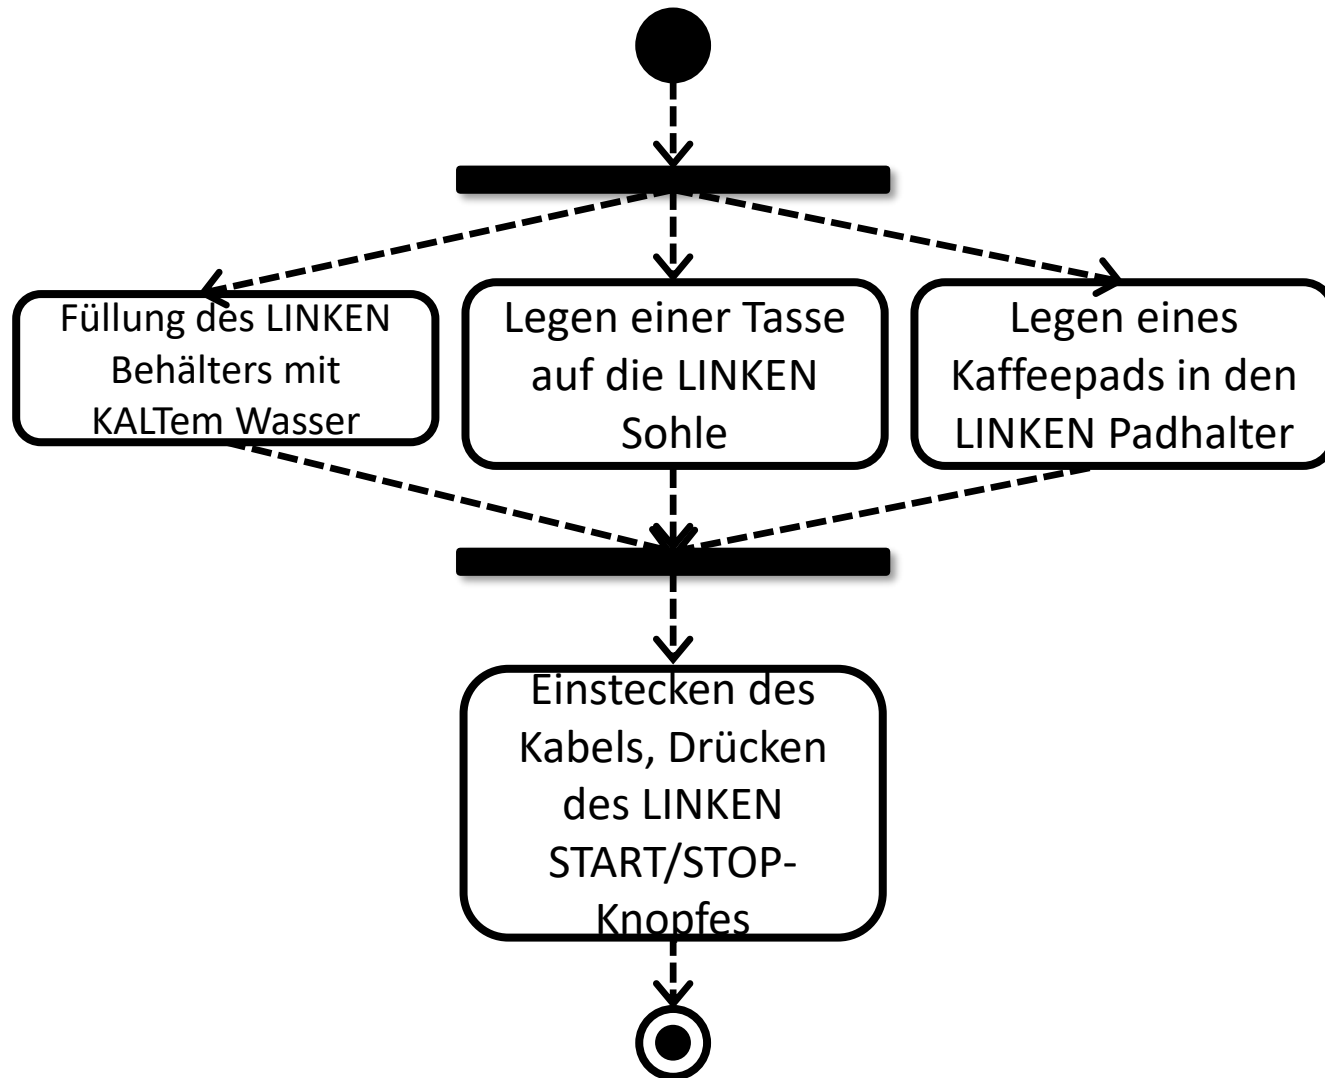 Füllung des LINKEN
Behälters mit
KALTem Wasser
Legen einer Tasse
auf die LINKEN
Sohle
Legen eines
Kaffeepads in den
LINKEN Padhalter
Einstecken des
Kabels, Drücken
des LINKEN
START/STOP-
Knopfes